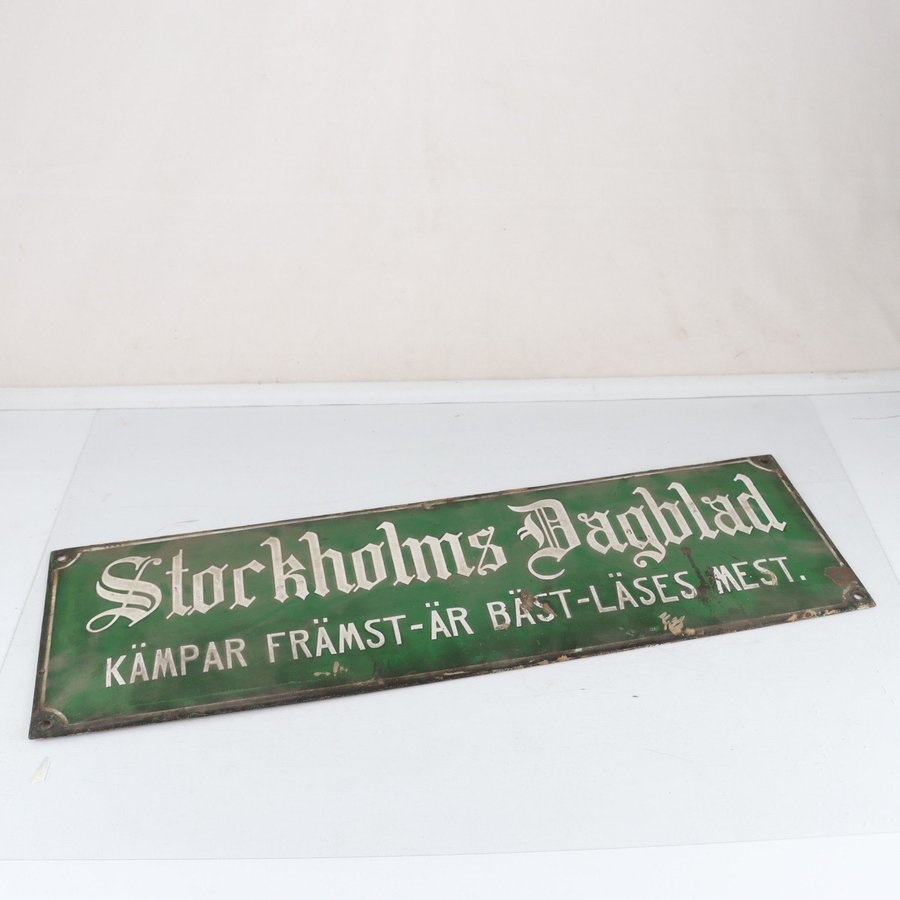 Stockholms Dagblad
KÄMPAR FRÄMST-ÄR BÄST-LÄSES MEST.